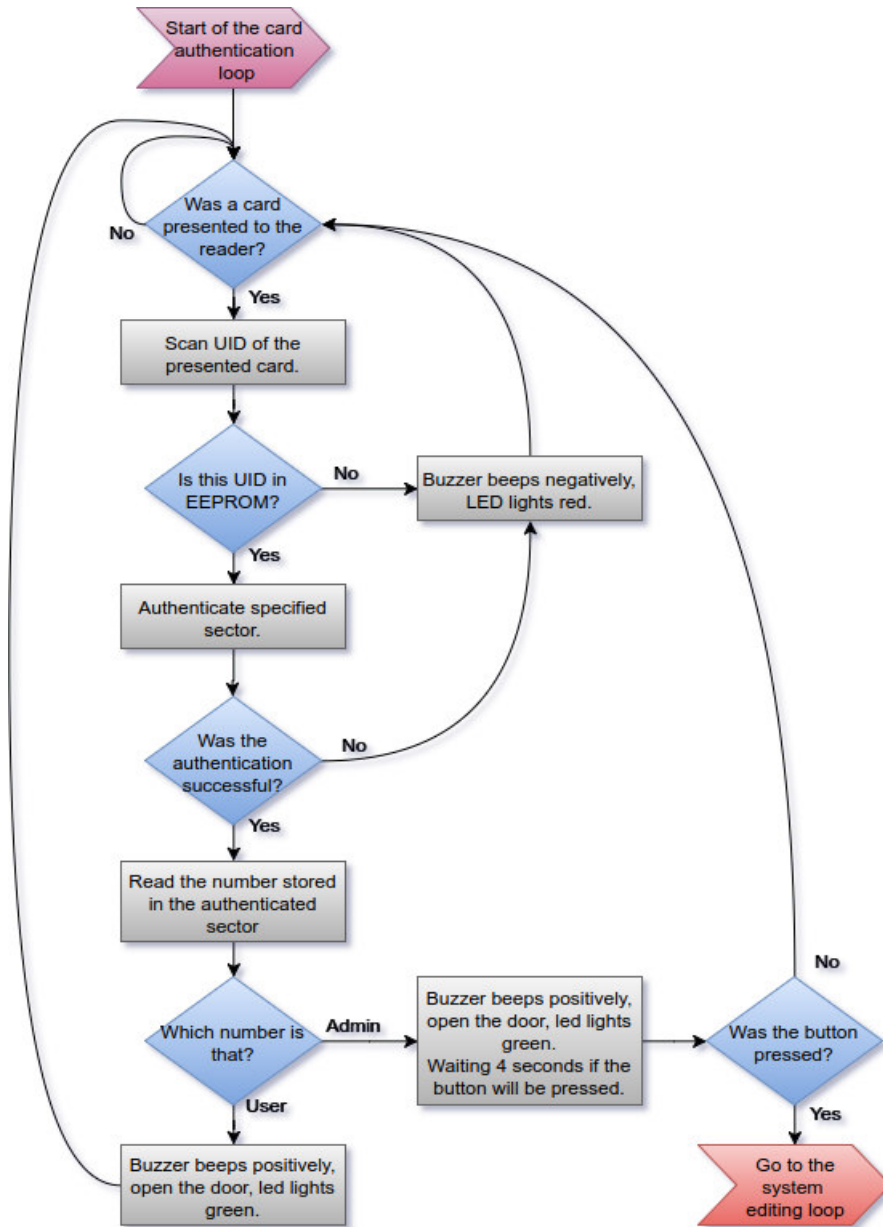 Start of the card
authentication
loop
Was a card
presented to the
reader?
No
Yes
Scan UID of the
presented card.
Is this UID in
EEPROM?
No
Buzzer beeps negatively,
LED lights red.
Yes
Authenticate specified
sector.
Was the
authentication
successful?
No
Yes
Read the number stored
in the authenticated
sector
Which number is
that?
Admin
Buzzer beeps positively,
open the door, led lights
green.
Waiting 4 seconds if the
button will be pressed.
No
Was the button
pressed?
User
Yes
Buzzer beeps positively,
open the door, led lights
green.
Go to the
system
editing loop